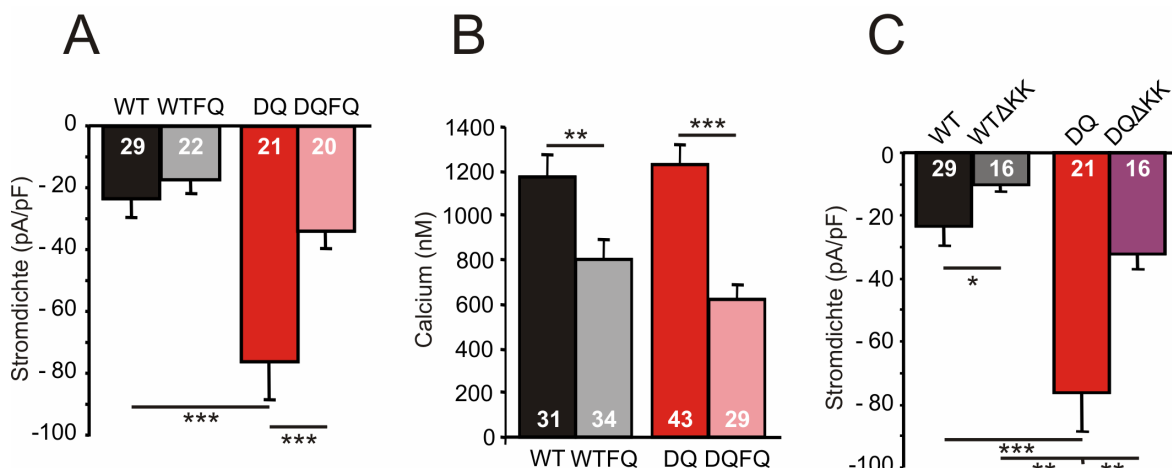 A
WT WTFQ DQ DQFQ
Stromdichte (pA/pF)
0
- 20
- 40
- 60
- 80
-100
29 22 21 20
***
***
B
Calcium (nM)
1400
1200
1000
800
600
400
200
0
** ***
31 34 43 29
WT WTFQ DQ DQFQ
C
WT WTΔKK DQ DQΔKK
Stromdichte (pA/pF)
0
- 20
- 40
- 60
- 80
-100
29 16 21 16
*
***
** **